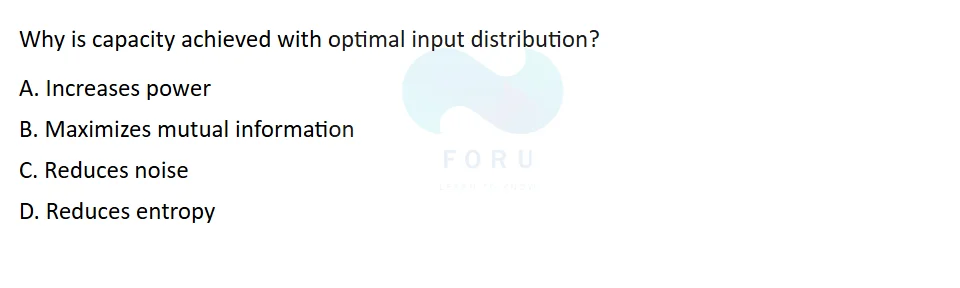 Why is capacity achieved with optimal input distribution?
A. Increases power
B. Maximizes mutual information
FORU
C. Reduces noise
D. Reduces entropy